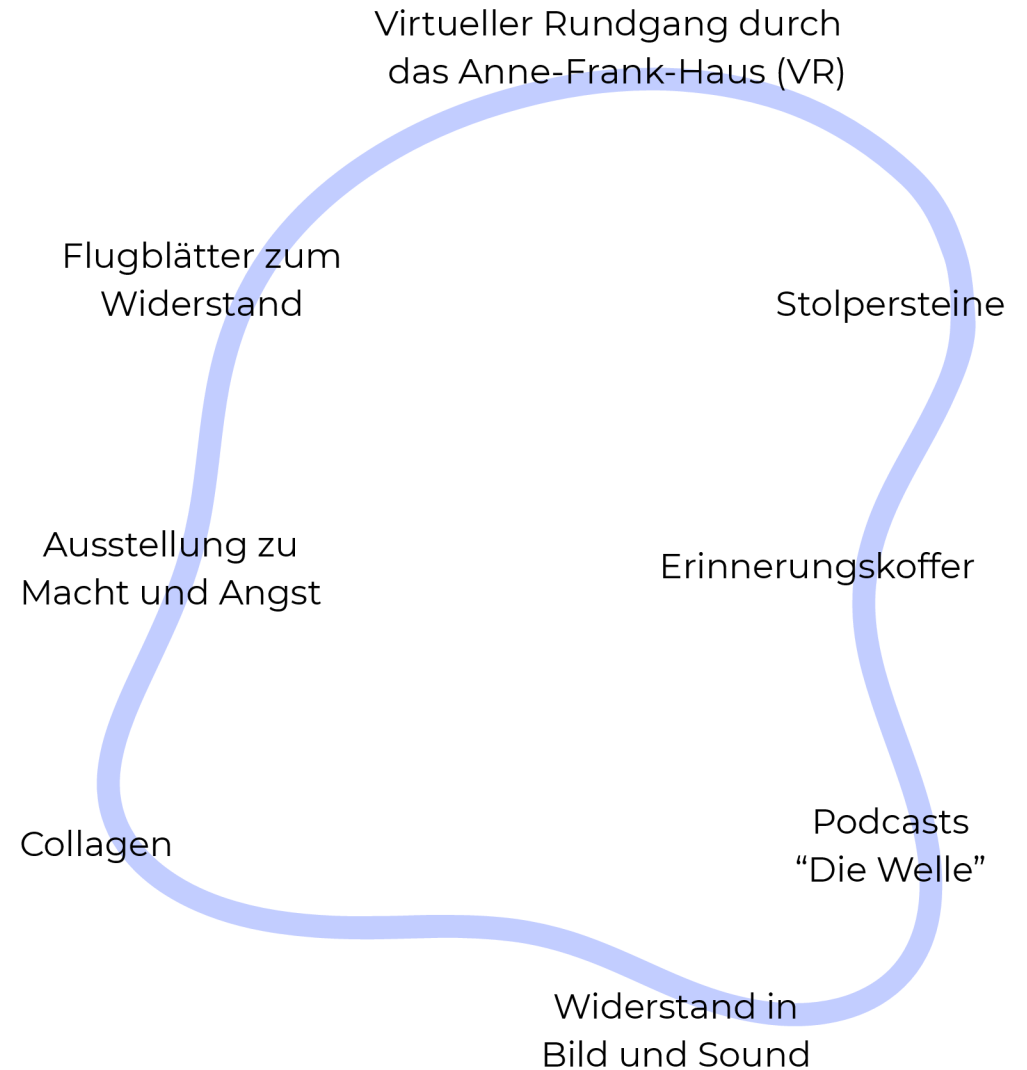 Virtueller Rundgang durch
das Anne-Frank-Haus (VR)
Flugblätter zum
Widerstand
Stolpersteine
Ausstellung zu
Macht und Angst
Erinnerungskoffer
Collagen
Podcasts
“Die Welle”
Widerstand in
Bild und Sound